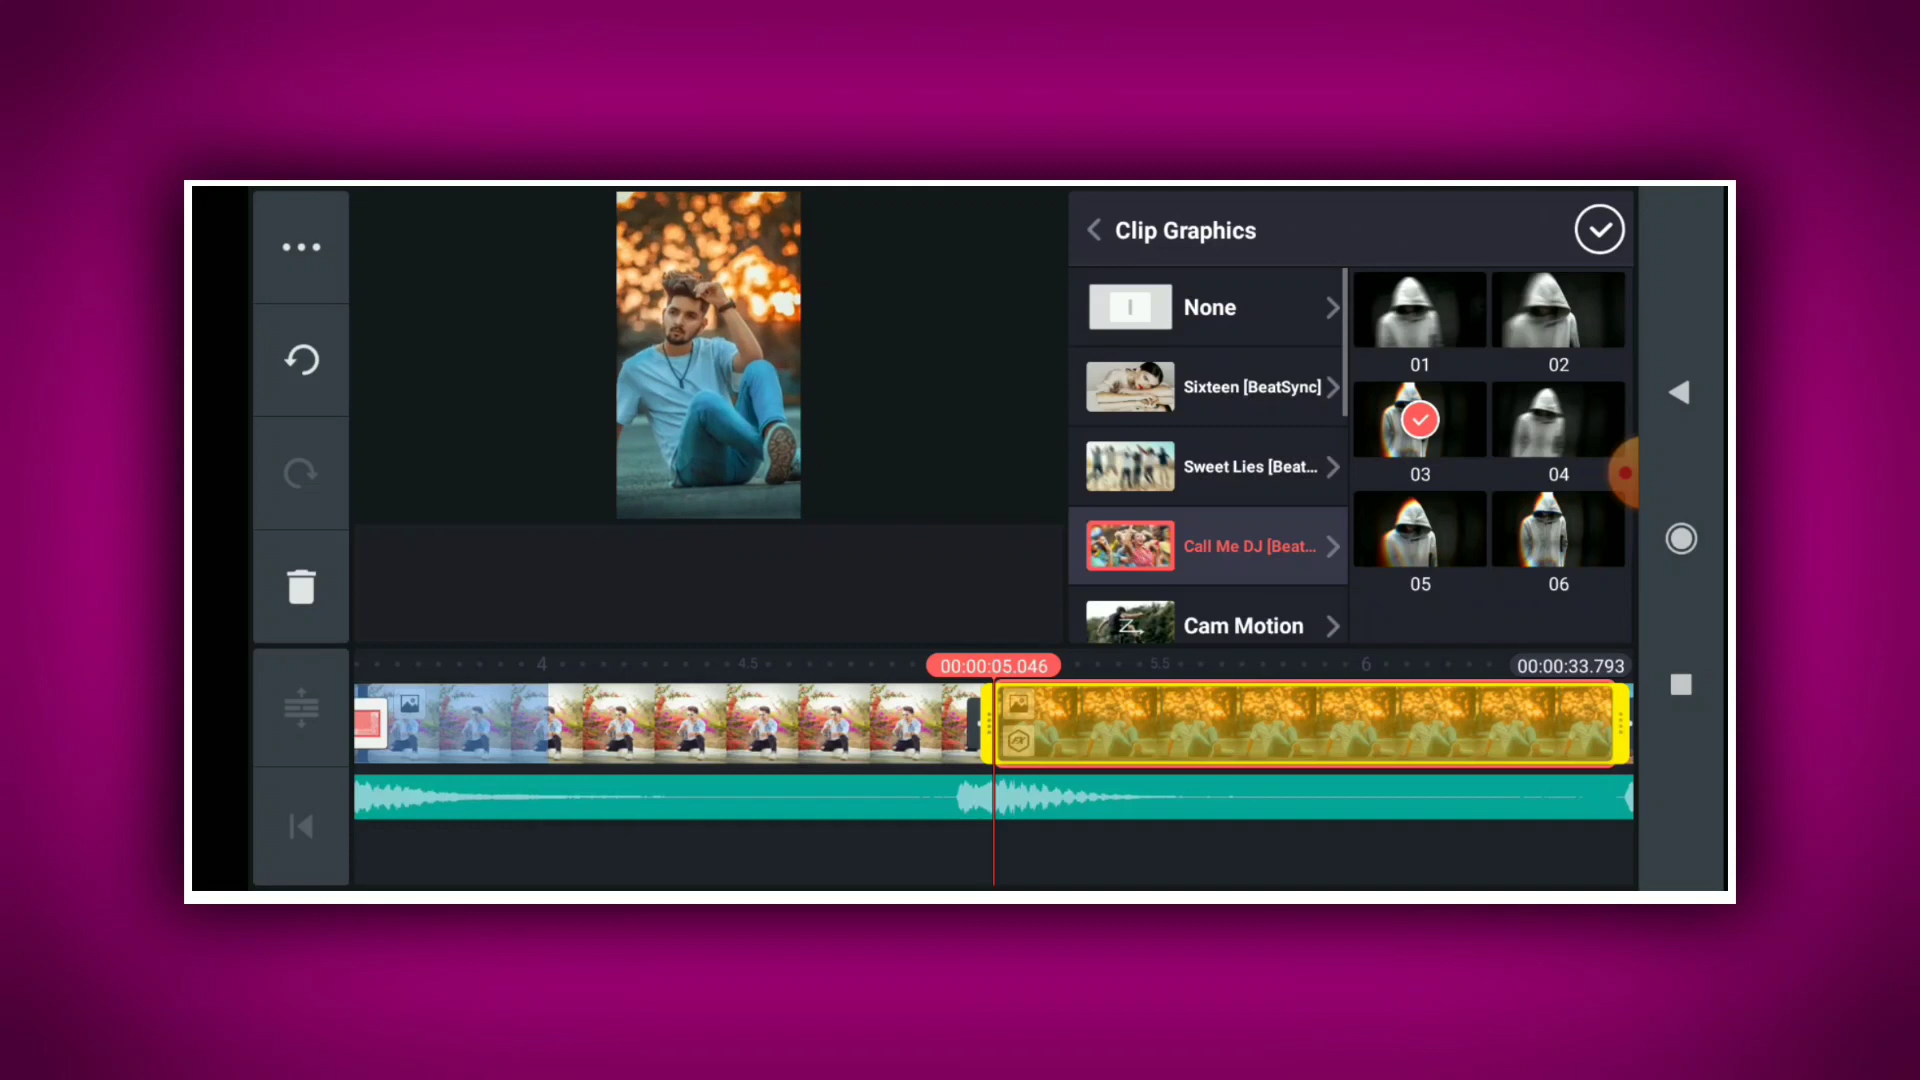 Clip Graphics
None
Sixteen [BeatSync]
Sweet Lies [Beat...
Call Me DJ [Beat...
Cam Motion
01
02
03
04
05
06
4
4.5
00:00:05.046
5.5
6
00:00:33.793